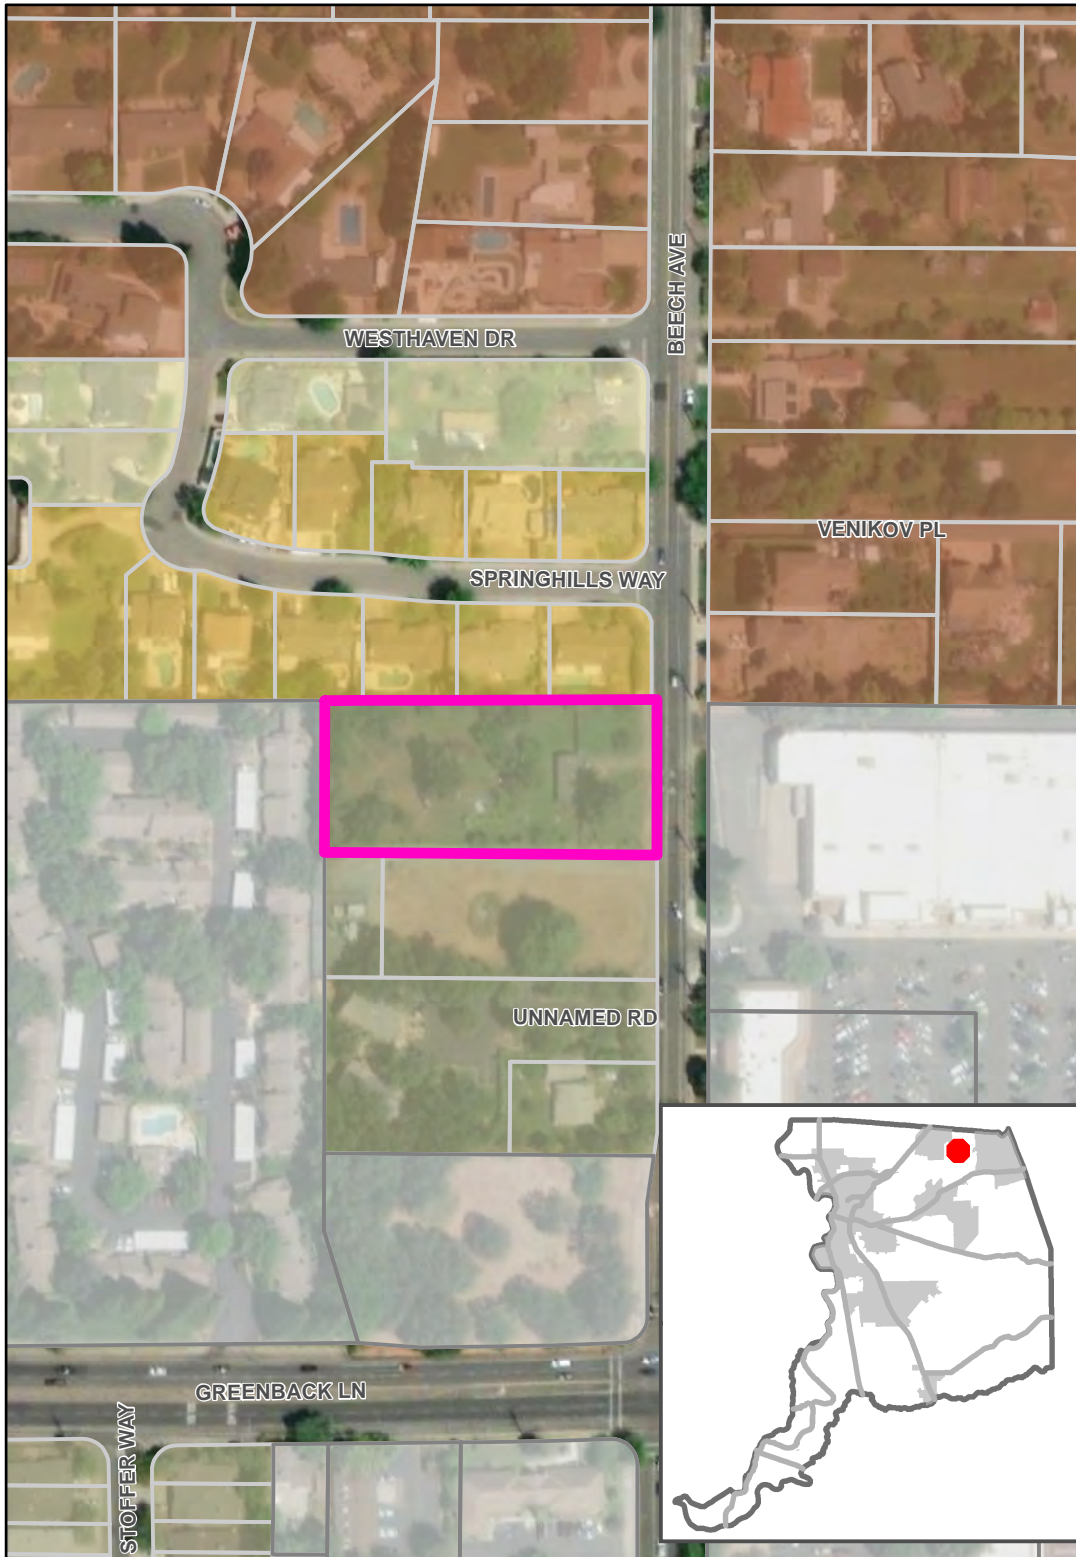 BEECH AVE
WESTHAVEN DR
VENIKOV PL
SPRINGHILLS WAY
UNNAMED RD
GREENBACK LN
STOFFER WAY